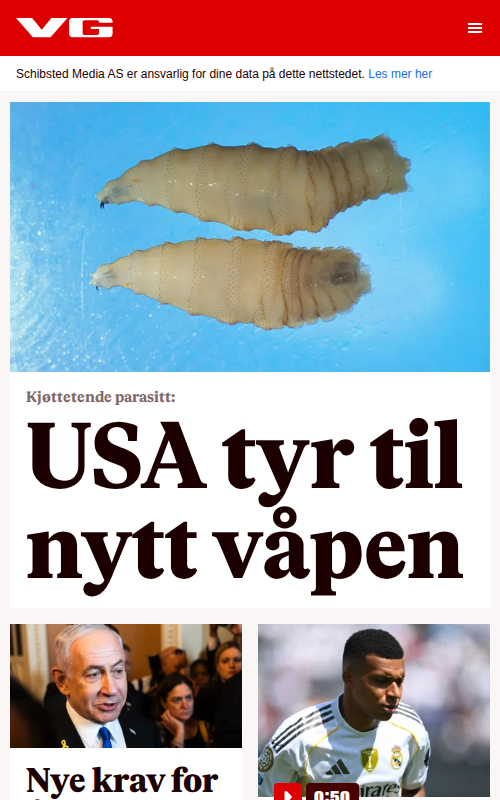 VG
Schibsted Media AS er ansvarlig for dine data på dette nettstedet. Les mer her
Kjøttetende parasitt:
USA tyr til
nytt våpen
Nye krav for
0:50